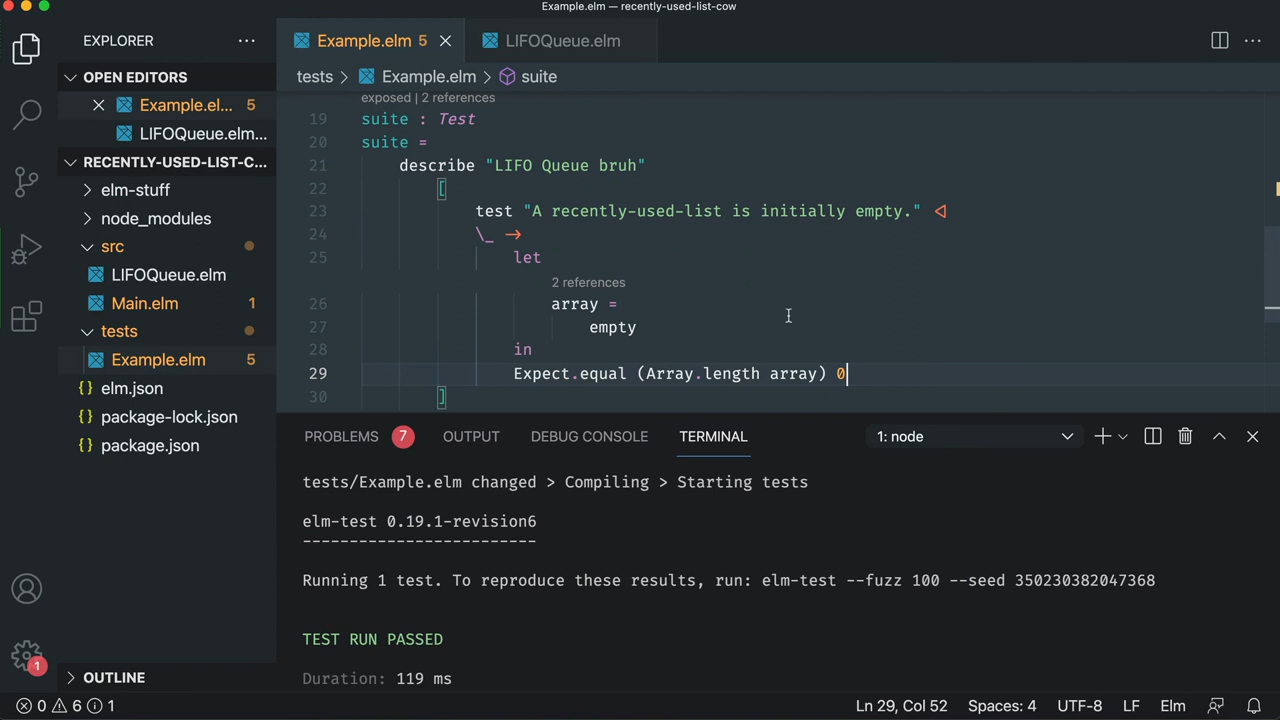 Example.elm — recently-used-list-cow
EXPLORER
Example.elm 5
LIFOQueue.elm
OPEN EDITORS
Example.el... 5
LIFOQueue.elm...
RECENTLY-USED-LIST-C...
elm-stuff
node_modules
src
LIFOQueue.elm
Main.elm 1
tests
Example.elm 5
elm.json
package-lock.json
package.json
OUTLINE
tests > Example.elm > suite
exposed | 2 references
19 suite : Test
20 suite =
21 describe "LIFO Queue bruh"
22 [
23 test "A recently-used-list is initially empty." <|
24 \_ ->
25 let
2 references
26 array =
27 empty
28 in
29 Expect.equal (Array.length array) 0
30 ]
PROBLEMS 7 OUTPUT DEBUG CONSOLE TERMINAL 1: node
tests/Example.elm changed > Compiling > Starting tests
elm-test 0.19.1-revision6
-------------------------
Running 1 test. To reproduce these results, run: elm-test --fuzz 100 --seed 350230382047368
TEST RUN PASSED
Duration: 119 ms
1
0 6 1 Ln 29, Col 52 Spaces: 4 UTF-8 LF Elm